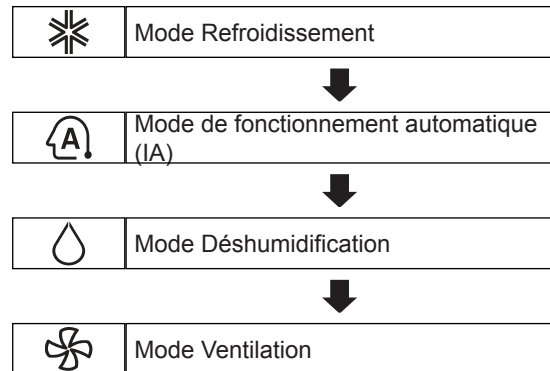 Mode Refroidissement
A
Mode de fonctionnement automatique
(IA)
Mode Déshumidification
Mode Ventilation